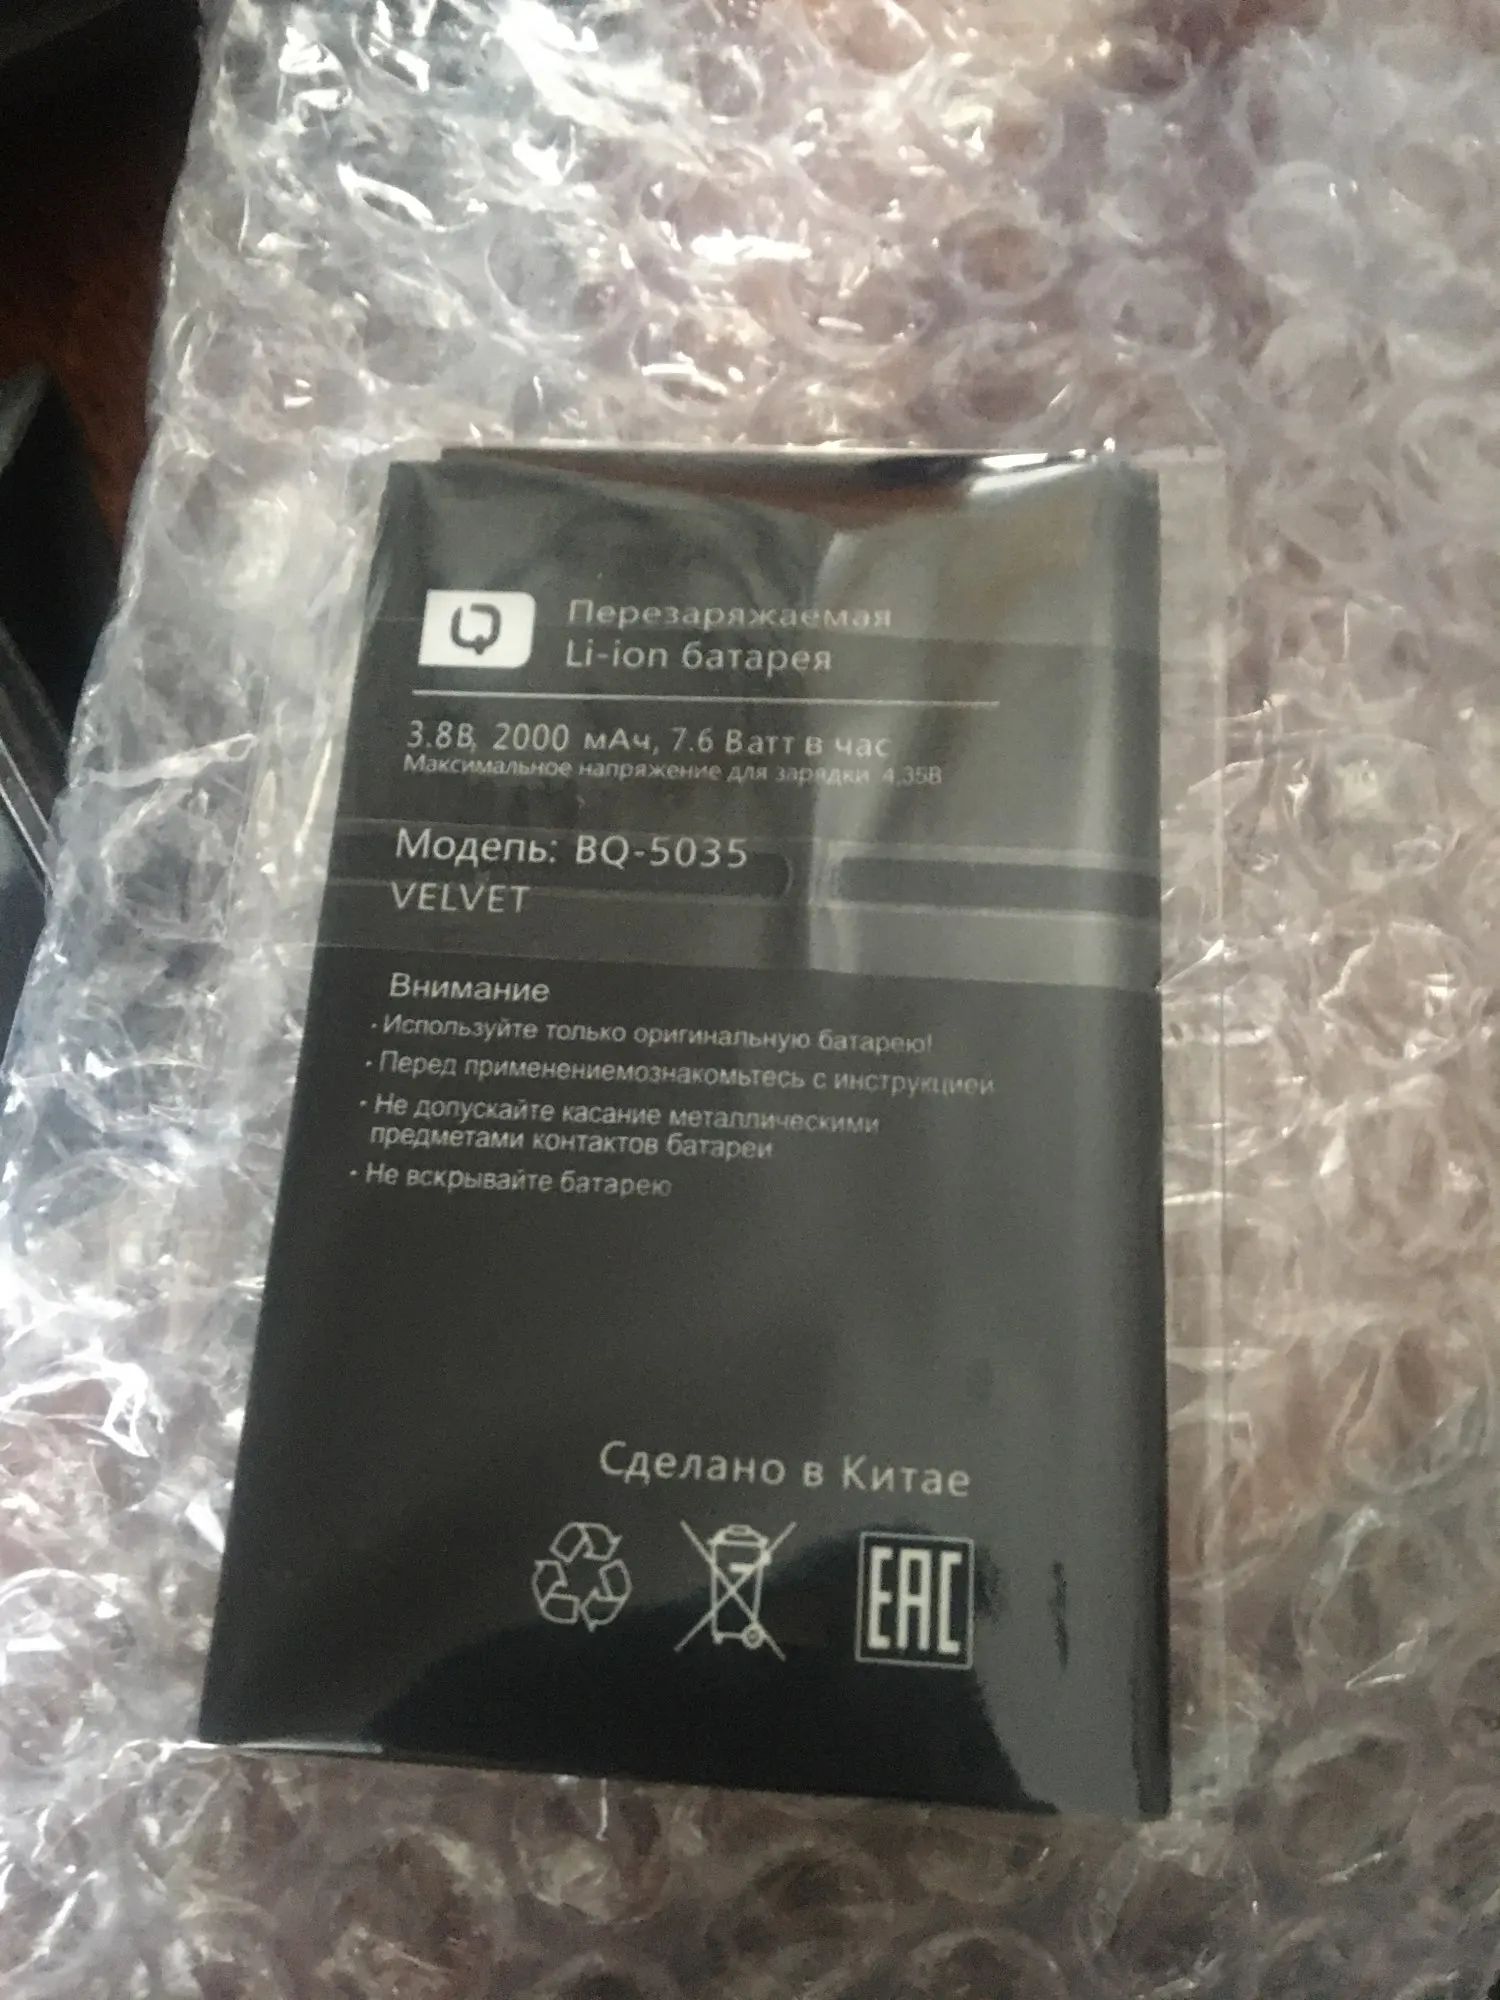 Перезаряжаемая
Li-ion батарея
3.8В, 2000 мАч, 7.6 Ватт в час
Максимальное напряжение для зарядки 4.35В
Модель: BQ-5035
VELVET
Внимание
· Используйте только оригинальную батарею!
· Перед применениемознакомьтесь с инструкцией
· Не допускайте касание металлическими
предметами контактов батареи
· Не вскрывайте батарею
Сделано в Китае
EAC